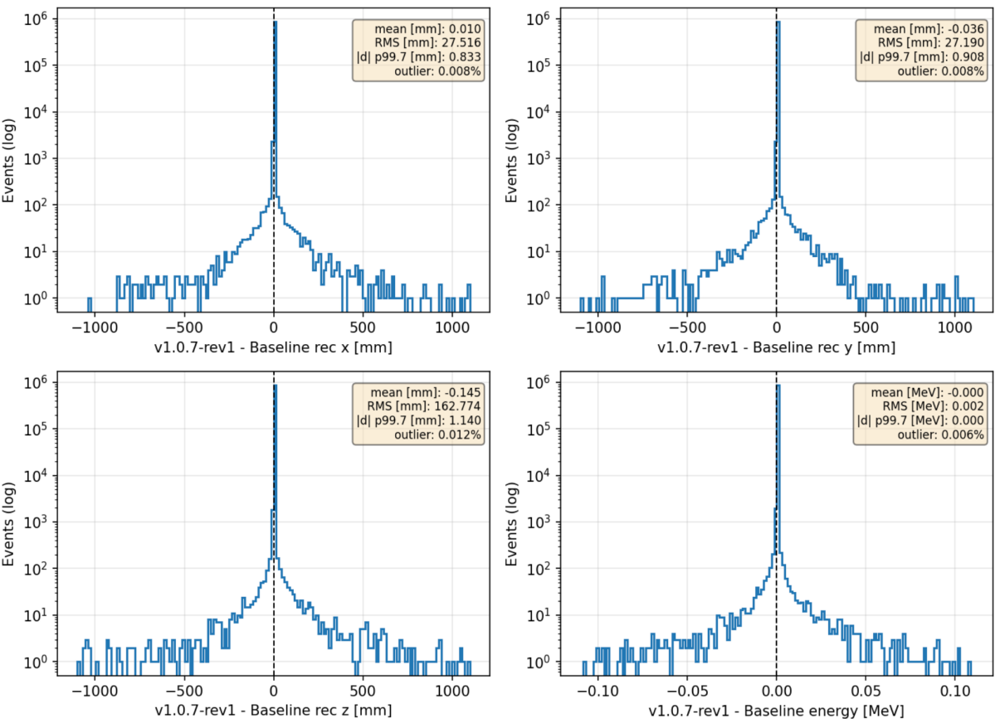 10⁶
10⁵
10⁴
10³
10²
10¹
10⁰
Events (log)
mean [mm]: 0.010
RMS [mm]: 27.516
|d| p99.7 [mm]: 0.833
outlier: 0.008%
−1000 −500 0 500 1000
v1.0.7-rev1 - Baseline rec x [mm]
10⁶
10⁵
10⁴
10³
10²
10¹
10⁰
Events (log)
mean [mm]: -0.036
RMS [mm]: 27.190
|d| p99.7 [mm]: 0.908
outlier: 0.008%
−1000 −500 0 500 1000
v1.0.7-rev1 - Baseline rec y [mm]
10⁶
10⁵
10⁴
10³
10²
10¹
10⁰
Events (log)
mean [mm]: -0.145
RMS [mm]: 162.774
|d| p99.7 [mm]: 1.140
outlier: 0.012%
−1000 −500 0 500 1000
v1.0.7-rev1 - Baseline rec z [mm]
10⁶
10⁵
10⁴
10³
10²
10¹
10⁰
Events (log)
mean [MeV]: -0.000
RMS [MeV]: 0.002
|d| p99.7 [MeV]: 0.000
outlier: 0.006%
−0.10 −0.05 0.00 0.05 0.10
v1.0.7-rev1 - Baseline energy [MeV]